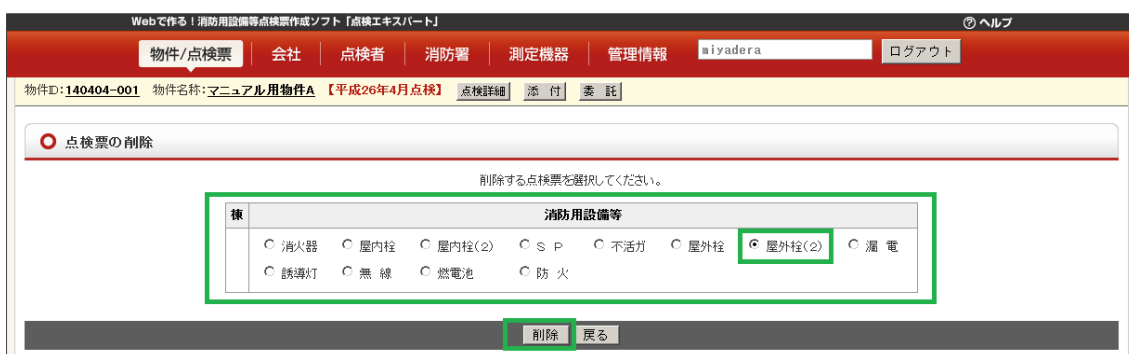 Webで作る！消防用設備等点検票作成ソフト「点検エキスパート」 ? ヘルプ
物件/点検票 会社 点検者 消防署 測定機器 管理情報 miyadera ログアウト
物件ID:140404-001 物件名称:マニュアル用物件A 【平成26年4月点検】 点検詳細 添 付 委 託
点検票の削除
削除する点検票を選択してください。
棟 消防用設備等
消火器 屋内栓 屋内栓(2) S P 不活ガ 屋外栓 屋外栓(2) 漏 電
誘導灯 無 線 燃電池 防 火
削除 戻る